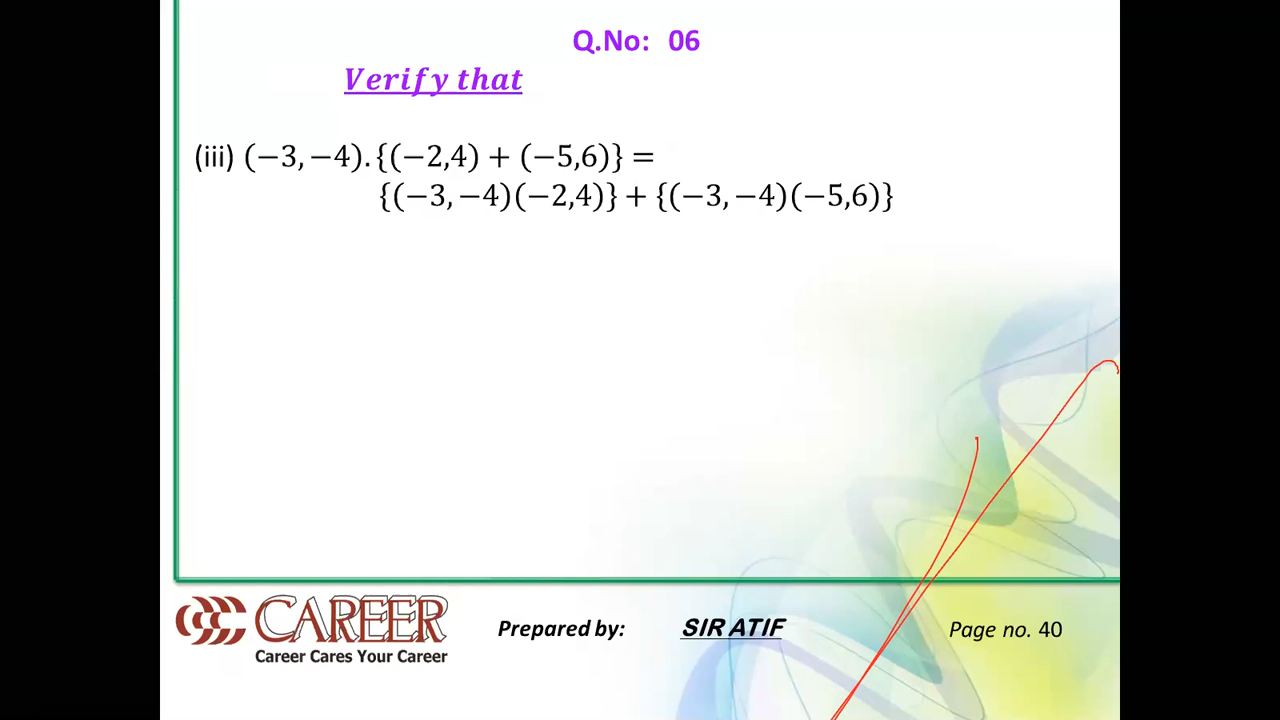 Q.No: 06
Verify that
(iii) (−3,−4).{(−2,4) + (−5,6)} =
{(−3,−4)(−2,4)} + {(−3,−4)(−5,6)}
CAREER
Career Cares Your Career
Prepared by: SIR ATIF Page no. 40